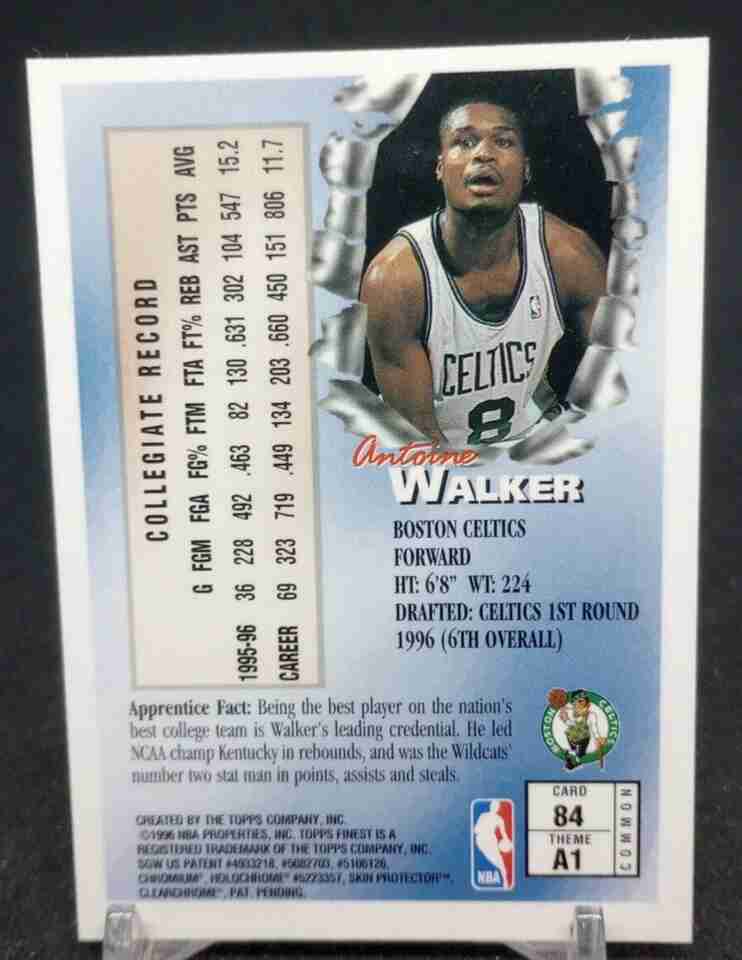 COLLEGIATE RECORD
G FGM FGA FG% FTM FTA FT% REB AST PTS AVG
1995-96 36 228 492 .463 82 130 .631 302 104 547 15.2
CAREER 69 323 719 .449 134 203 .660 450 151 806 11.7
CELTICS
8
Antoine
WALKER
BOSTON CELTICS
FORWARD
HT: 6'8" WT: 224
DRAFTED: CELTICS 1ST ROUND
1996 (6TH OVERALL)
Apprentice Fact: Being the best player on the nation's
best college team is Walker's leading credential. He led
NCAA champ Kentucky in rebounds, and was the Wildcats'
number two stat man in points, assists and steals.
BOSTON CELTICS
CREATED BY THE TOPPS COMPANY, INC.
©1996 NBA PROPERTIES, INC. TOPPS FINEST IS A
REGISTERED TRADEMARK OF THE TOPPS COMPANY, INC.
SGW US PATENT #4933218, #5082703, #5106126,
CHROMIUM®, HOLOCHROME® #5223357, SKIN PROTECTOR™,
CLEARCHROME®, PAT. PENDING.
NBA
CARD
84
THEME
A1
COMMON